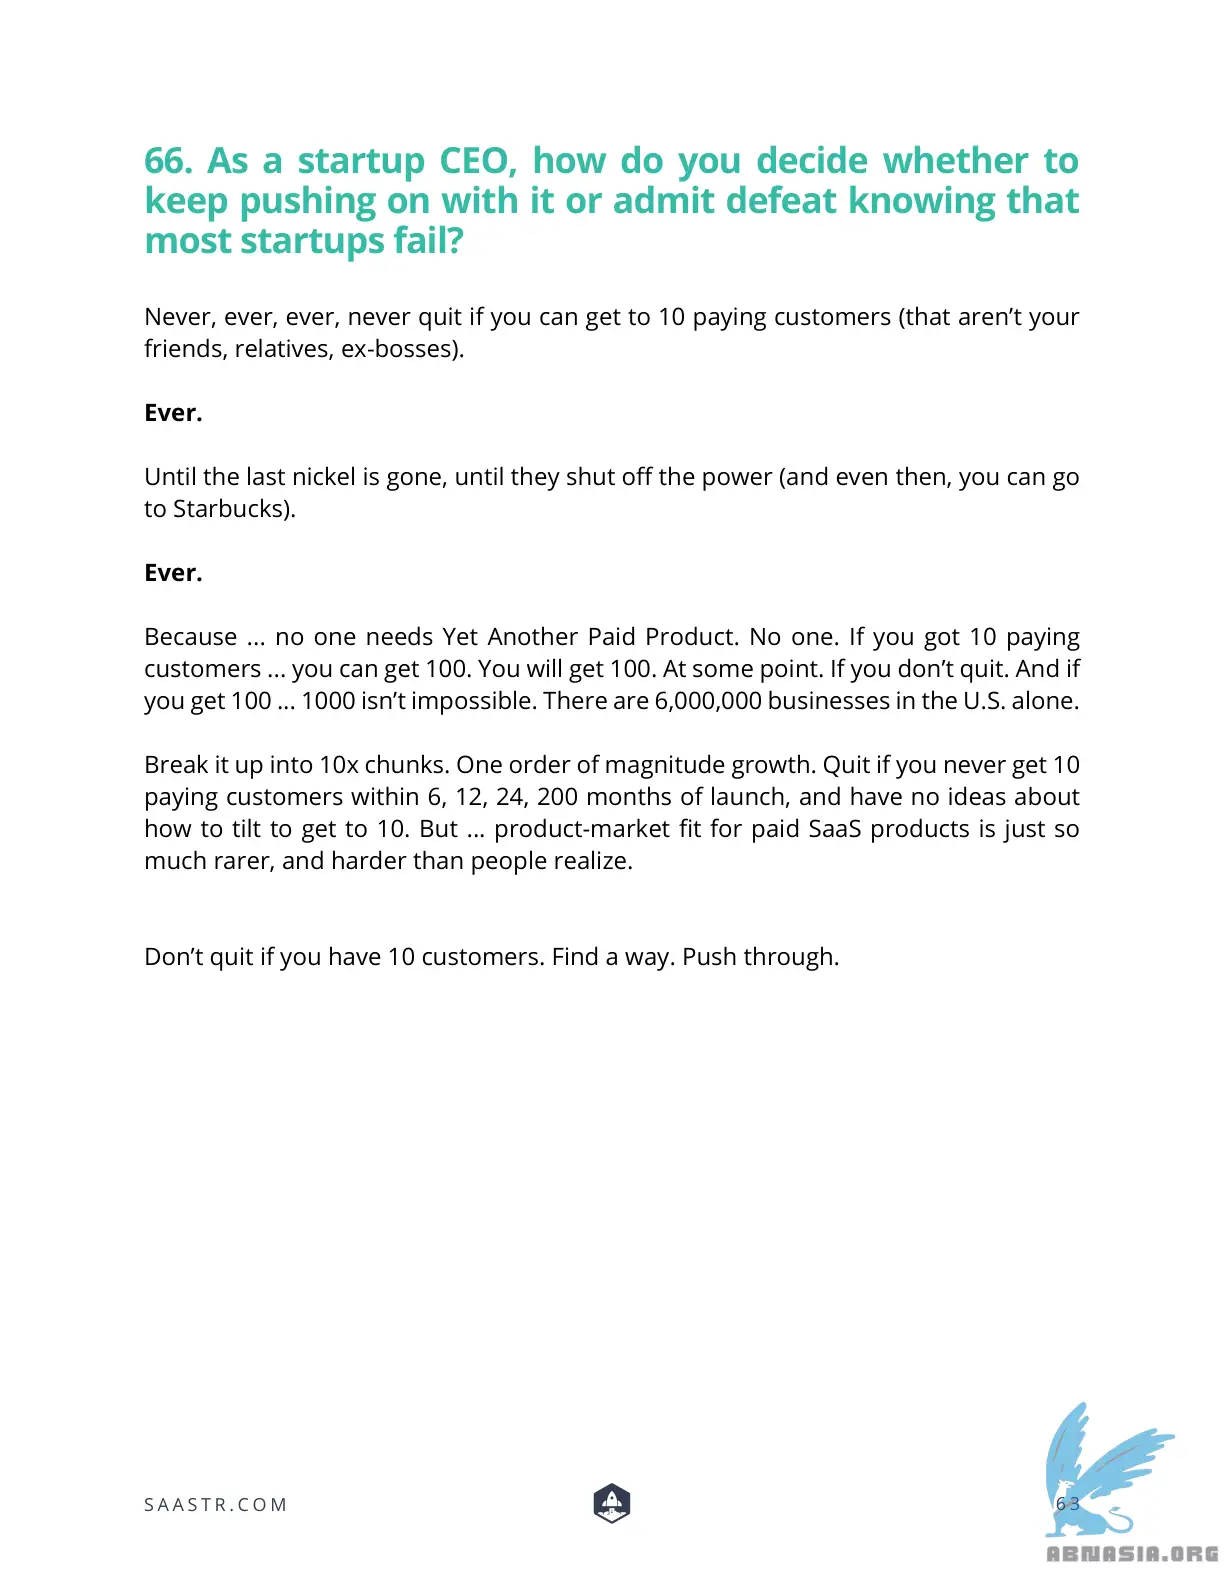 66. As a startup CEO, how do you decide whether to
keep pushing on with it or admit defeat knowing that
most startups fail?
Never, ever, ever, never quit if you can get to 10 paying customers (that aren’t your
friends, relatives, ex-bosses).
Ever.
Until the last nickel is gone, until they shut off the power (and even then, you can go
to Starbucks).
Ever.
Because ... no one needs Yet Another Paid Product. No one. If you got 10 paying
customers ... you can get 100. You will get 100. At some point. If you don’t quit. And if
you get 100 ... 1000 isn’t impossible. There are 6,000,000 businesses in the U.S. alone.
Break it up into 10x chunks. One order of magnitude growth. Quit if you never get 10
paying customers within 6, 12, 24, 200 months of launch, and have no ideas about
how to tilt to get to 10. But ... product-market fit for paid SaaS products is just so
much rarer, and harder than people realize.
Don’t quit if you have 10 customers. Find a way. Push through.
SAASTR.COM
63
ABNASIA.ORG